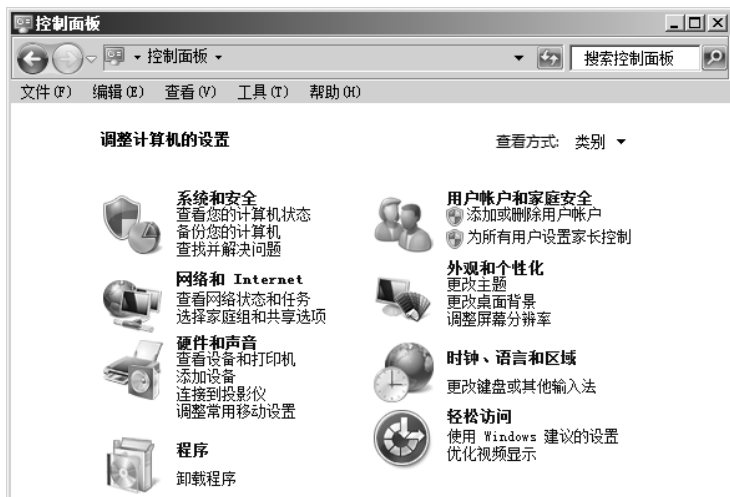 控制面板
控制面板
搜索控制面板
文件(F) 编辑(E) 查看(V) 工具(T) 帮助(H)
调整计算机的设置
查看方式: 类别
系统和安全
查看您的计算机状态
备份您的计算机
查找并解决问题
网络和 Internet
查看网络状态和任务
选择家庭组和共享选项
硬件和声音
查看设备和打印机
添加设备
连接到投影仪
调整常用移动设置
程序
卸载程序
用户帐户和家庭安全
添加或删除用户帐户
为所有用户设置家长控制
外观和个性化
更改主题
更改桌面背景
调整屏幕分辨率
时钟、语言和区域
更改键盘或其他输入法
轻松访问
使用 Windows 建议的设置
优化视频显示